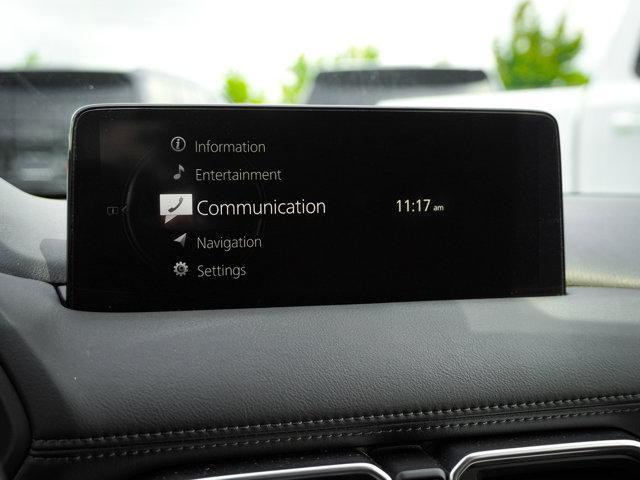 Information
Entertainment
Communication 11:17 am
Navigation
Settings